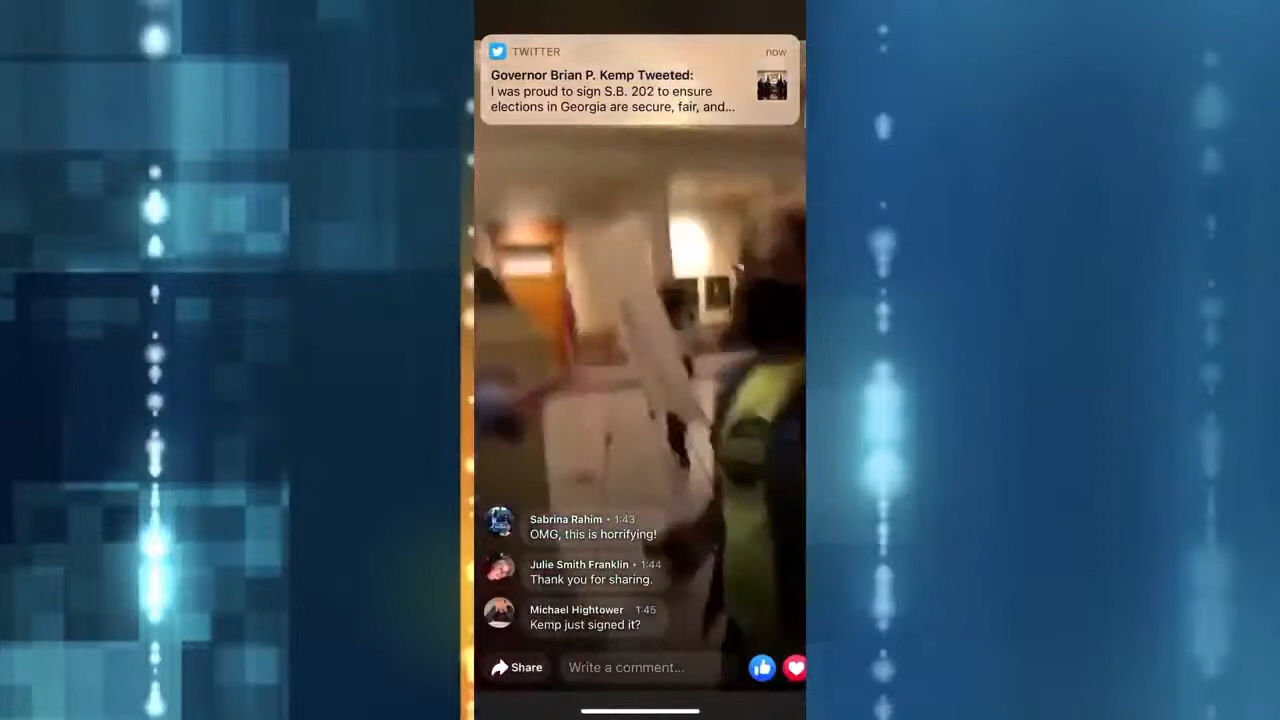 TWITTER
now
Governor Brian P. Kemp Tweeted:
I was proud to sign S.B. 202 to ensure
elections in Georgia are secure, fair, and...
Sabrina Rahim • 1:43
OMG, this is horrifying!
Julie Smith Franklin • 1:44
Thank you for sharing.
Michael Hightower 1:45
Kemp just signed it?
Share
Write a comment...